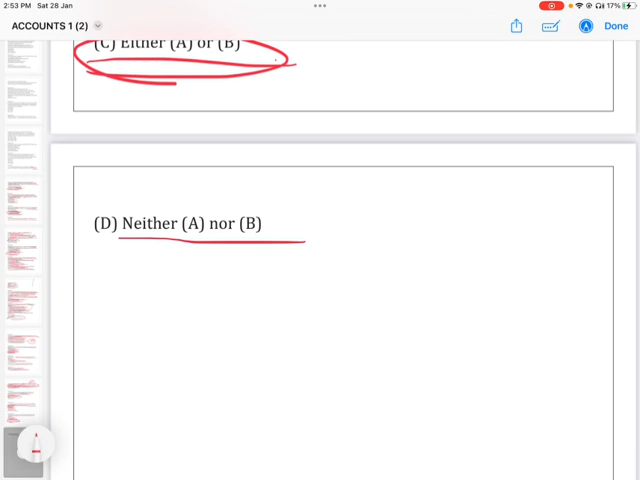 2:53 PM Sat 28 Jan
17%
ACCOUNTS 1 (2)
Done
(C) Either (A) or (B)
(D) Neither (A) nor (B)